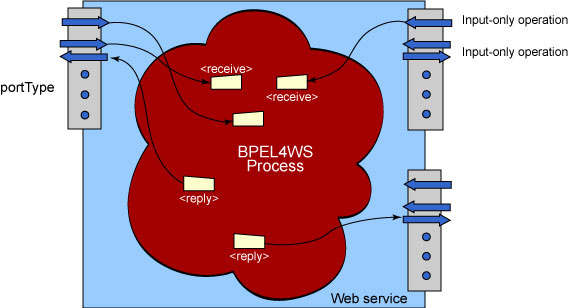 Input-only operation
Input-only operation
portType
<receive>
<receive>
BPEL4WS
Process
<reply>
<reply>
Web service